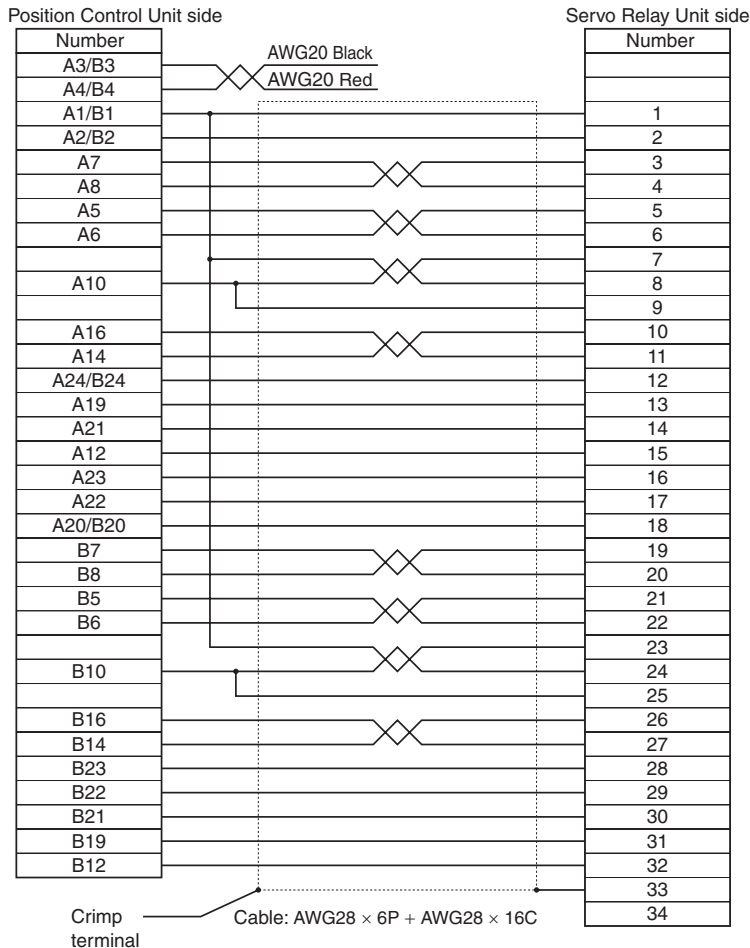 Position Control Unit side Servo Relay Unit side
Number Number
A3/B3 AWG20 Black
A4/B4 AWG20 Red
A1/B1 1
A2/B2 2
A7 3
A8 4
A5 5
A6 6
7
A10 8
9
A16 10
A14 11
A24/B24 12
A19 13
A21 14
A12 15
A23 16
A22 17
A20/B20 18
B7 19
B8 20
B5 21
B6 22
23
B10 24
25
B16 26
B14 27
B23 28
B22 29
B21 30
B19 31
B12 32
33
34
Crimp terminal
Cable: AWG28 × 6P + AWG28 × 16C